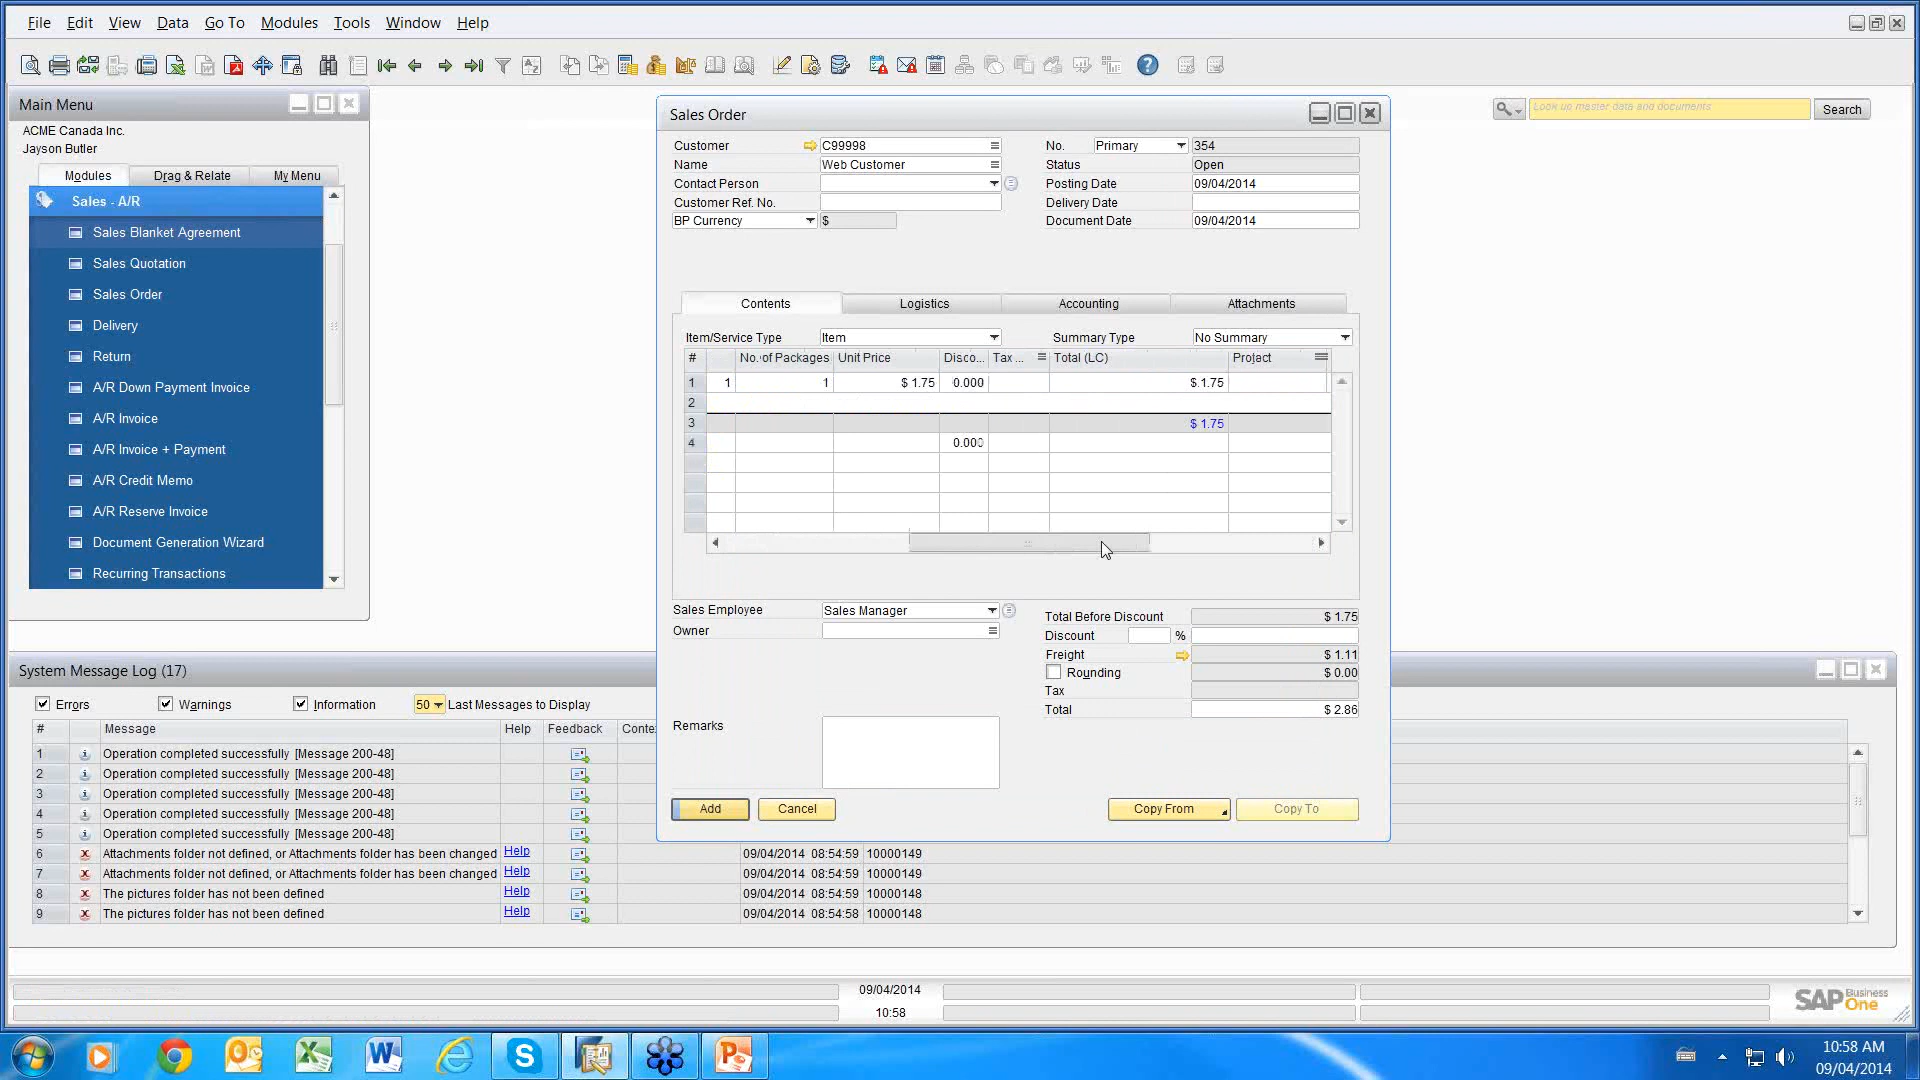 File Edit View Data Go To Modules Tools Window Help
Main Menu
ACME Canada Inc.
Jayson Butler
Modules Drag & Relate My Menu
Sales - A/R
Sales Blanket Agreement
Sales Quotation
Sales Order
Delivery
Return
A/R Down Payment Invoice
A/R Invoice
A/R Invoice + Payment
A/R Credit Memo
A/R Reserve Invoice
Document Generation Wizard
Recurring Transactions
Look up master data and documents Search
Sales Order
Customer C99998
Name Web Customer
Contact Person
Customer Ref. No.
BP Currency $
No. Primary 354
Status Open
Posting Date 09/04/2014
Delivery Date
Document Date 09/04/2014
Contents Logistics Accounting Attachments
Item/Service Type Item Summary Type No Summary
# No. of Packages Unit Price Disco... Tax ... Total (LC) Project
1 1 1 $ 1.75 0.000 $ 1.75
2
3 $ 1.75
4 0.000
Sales Employee Sales Manager
Owner
Remarks
Total Before Discount $ 1.75
Discount %
Freight $ 1.11
Rounding $ 0.00
Tax
Total $ 2.86
Add Cancel Copy From Copy To
System Message Log (17)
Errors Warnings Information 50 Last Messages to Display
# Message Help Feedback Conte
1 Operation completed successfully [Message 200-48]
2 Operation completed successfully [Message 200-48]
3 Operation completed successfully [Message 200-48]
4 Operation completed successfully [Message 200-48]
5 Operation completed successfully [Message 200-48]
6 Attachments folder not defined, or Attachments folder has been changed Help 09/04/2014 08:54:59 10000149
7 Attachments folder not defined, or Attachments folder has been changed Help 09/04/2014 08:54:59 10000149
8 The pictures folder has not been defined Help 09/04/2014 08:54:59 10000148
9 The pictures folder has not been defined Help 09/04/2014 08:54:58 10000148
09/04/2014
10:58
SAP Business One
10:58 AM
09/04/2014